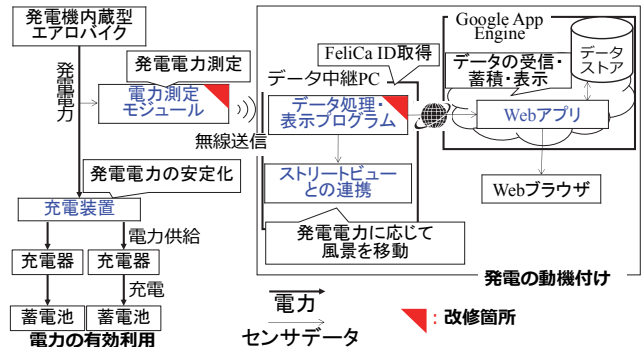 発電機内蔵型
エアロバイク
発電電力
発電電力測定
電力測定
モジュール
無線送信
発電電力の安定化
充電装置
電力供給
充電器
充電器
充電
蓄電池
蓄電池
電力の有効利用
FeliCa ID取得
データ中継PC
データ処理・
表示プログラム
ストリートビュー
との連携
発電電力に応じて
風景を移動
Google App
Engine
データの受信・
蓄積・表示
データ
ストア
Webアプリ
Webブラウザ
発電の動機付け
電力
センサデータ
：改修箇所